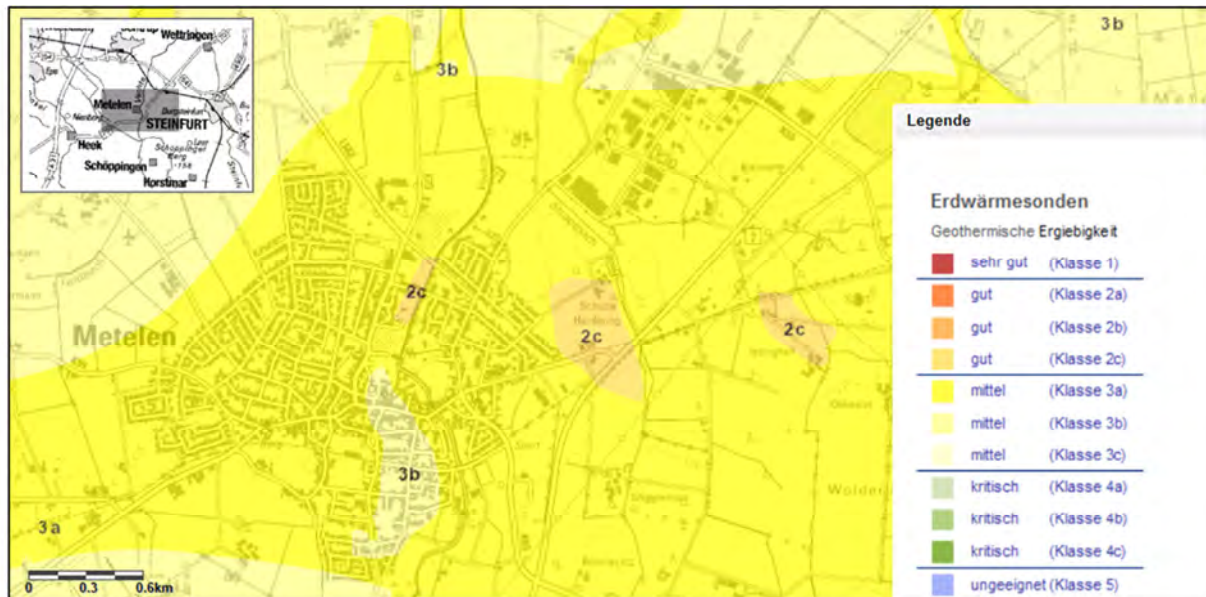 Wettringen
Metelen
STEINFURT
Heek
Schöppingen
Horstmar
3b
3b
Legende
Erdwärmesonden
Geothermische Ergiebigkeit
sehr gut (Klasse 1)
gut (Klasse 2a)
gut (Klasse 2b)
gut (Klasse 2c)
mittel (Klasse 3a)
mittel (Klasse 3b)
mittel (Klasse 3c)
kritisch (Klasse 4a)
kritisch (Klasse 4b)
kritisch (Klasse 4c)
ungeeignet (Klasse 5)
2c
2c
2c
Metelen
3b
3a
0 0.3 0.6km